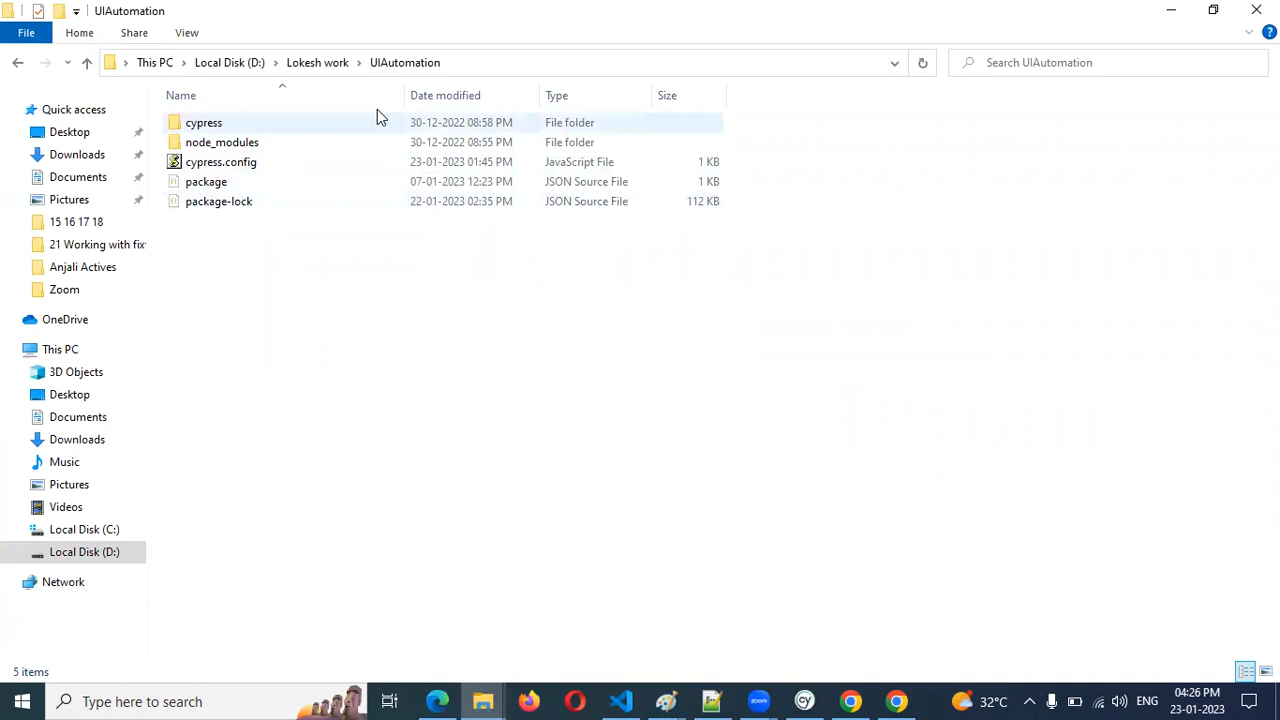 UIAutomation
File Home Share View
This PC Local Disk (D:) Lokesh work UIAutomation
Search UIAutomation
Name Date modified Type Size
cypress 30-12-2022 08:58 PM File folder
node_modules 30-12-2022 08:55 PM File folder
cypress.config 23-01-2023 01:45 PM JavaScript File 1 KB
package 07-01-2023 12:23 PM JSON Source File 1 KB
package-lock 22-01-2023 02:35 PM JSON Source File 112 KB
Quick access
Desktop
Downloads
Documents
Pictures
15 16 17 18
21 Working with fix
Anjali Actives
Zoom
OneDrive
This PC
3D Objects
Desktop
Documents
Downloads
Music
Pictures
Videos
Local Disk (C:)
Local Disk (D:)
Network
5 items
Type here to search
zoom
CY
32°C
ENG
04:26 PM
23-01-2023